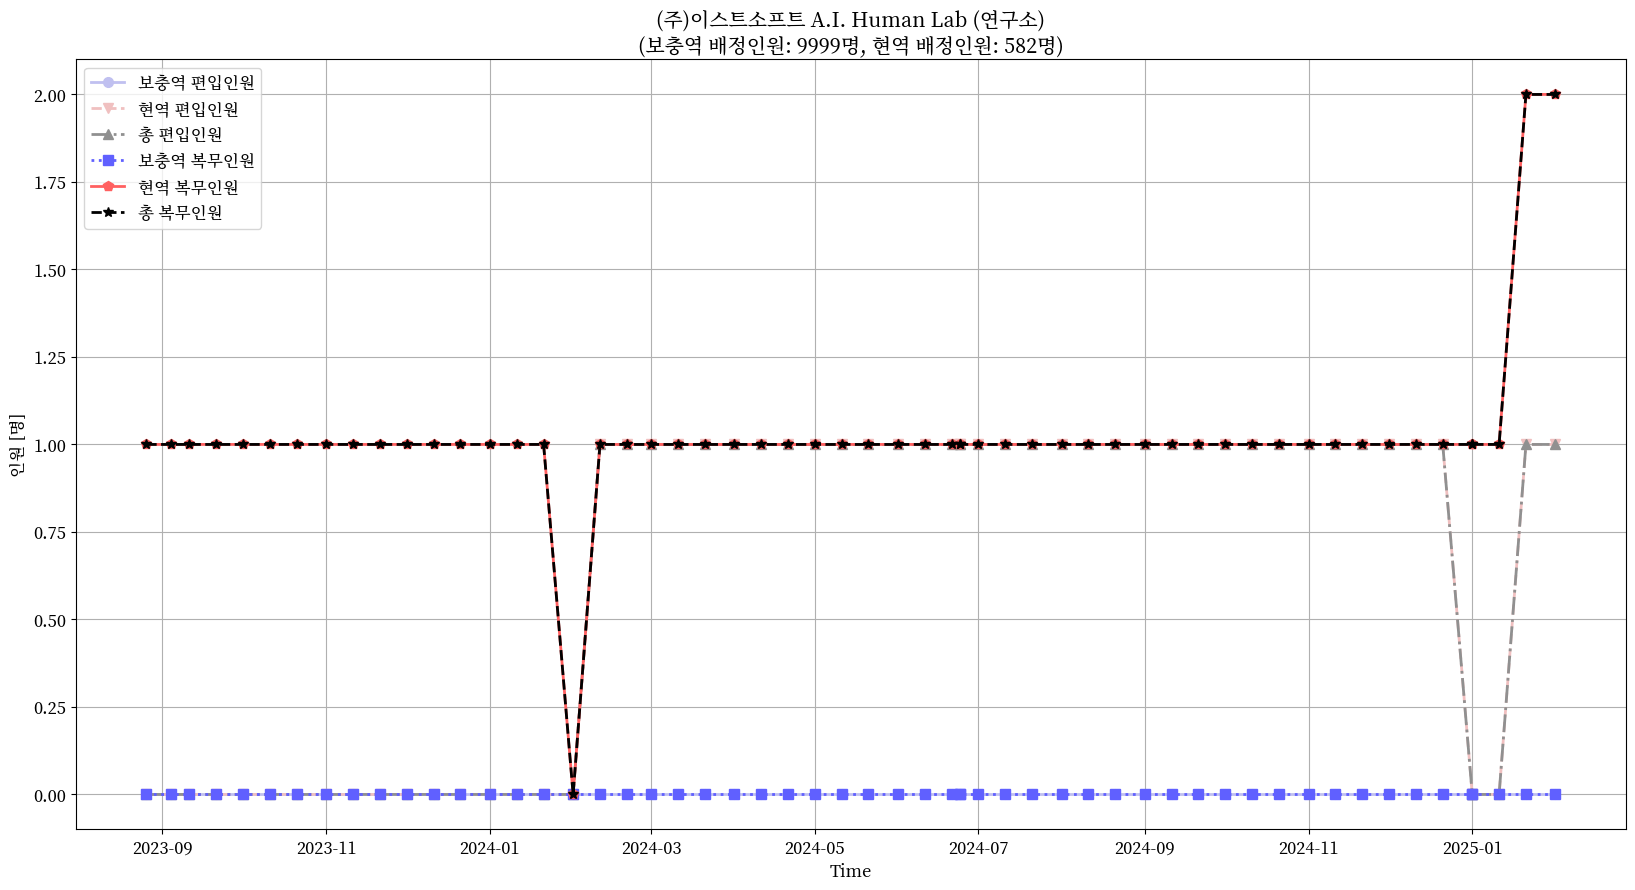 (주)이스트소프트 A.I. Human Lab (연구소)
(보충역 배정인원: 9999명, 현역 배정인원: 582명)
보충역 편입인원
현역 편입인원
총 편입인원
보충역 복무인원
현역 복무인원
총 복무인원
2.00
1.75
1.50
1.25
1.00
0.75
0.50
0.25
0.00
인원 [명]
2023-09 2023-11 2024-01 2024-03 2024-05 2024-07 2024-09 2024-11 2025-01
Time